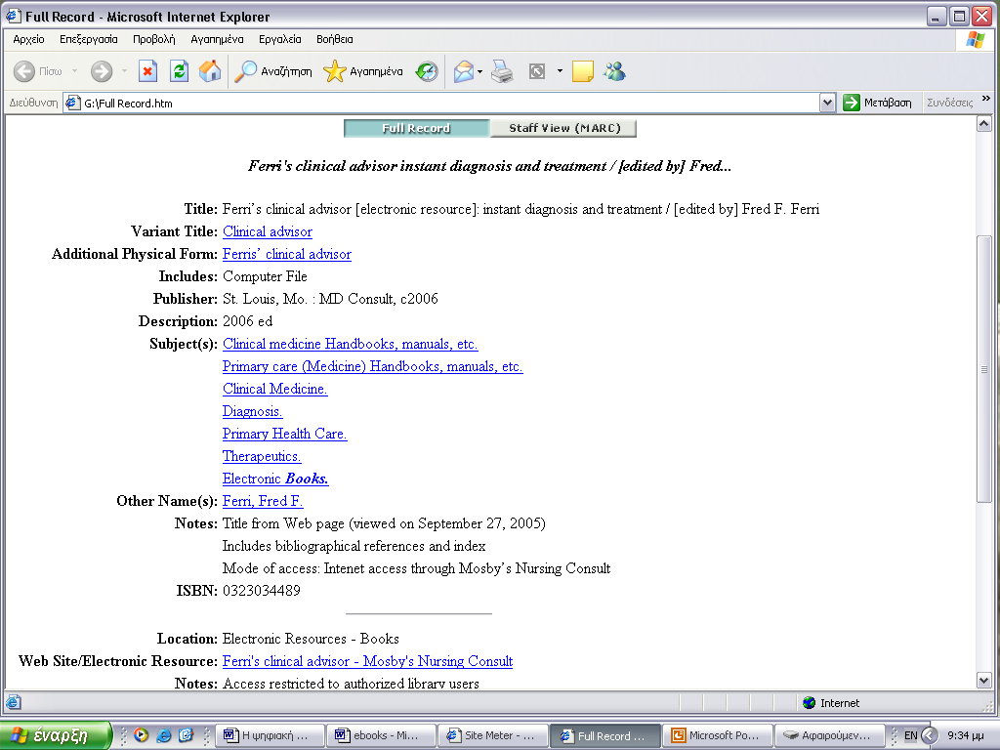 Full Record - Microsoft Internet Explorer
Αρχείο Επεξεργασία Προβολή Αγαπημένα Εργαλεία Βοήθεια
Πίσω Αναζήτηση Αγαπημένα
Διεύθυνση G:\Full Record.htm Μετάβαση Συνδέσεις »
Full Record Staff View (MARC)
Ferri's clinical advisor instant diagnosis and treatment / [edited by] Fred...
Title: Ferri’s clinical advisor [electronic resource]: instant diagnosis and treatment / [edited by] Fred F. Ferri
Variant Title: Clinical advisor
Additional Physical Form: Ferris’ clinical advisor
Includes: Computer File
Publisher: St. Louis, Mo. : MD Consult, c2006
Description: 2006 ed
Subject(s): Clinical medicine Handbooks, manuals, etc.
Primary care (Medicine) Handbooks, manuals, etc.
Clinical Medicine.
Diagnosis.
Primary Health Care.
Therapeutics.
Electronic Books.
Other Name(s): Ferri, Fred F.
Notes: Title from Web page (viewed on September 27, 2005)
Includes bibliographical references and index
Mode of access: Intenet access through Mosby’s Nursing Consult
ISBN: 0323034489
Location: Electronic Resources - Books
Web Site/Electronic Resource: Ferri's clinical advisor - Mosby's Nursing Consult
Notes: Access restricted to authorized library users
Internet
έναρξη Η ψηφιακή ... ebooks - Mi... Site Meter - ... Full Record ... Microsoft Po... Αφαιρούμεν... EN 9:34 μμ